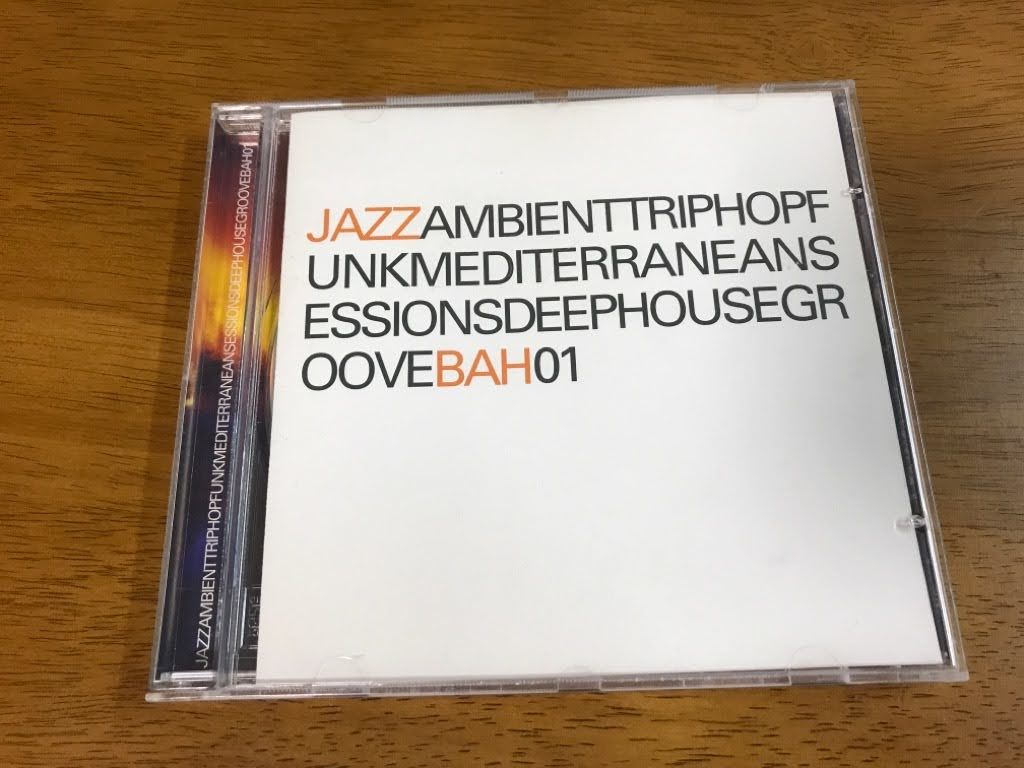 JAZZAMBIENTTRIPHOPF
UNKMEDITERRANEANS
ESSIONSDEEPHOUSEGR
OOVEBAH01
JAZZAMBIENTTRIPHOPFUNKMEDITERRANEANSESSIONSDEEPHOUSEGROOVEBAH01